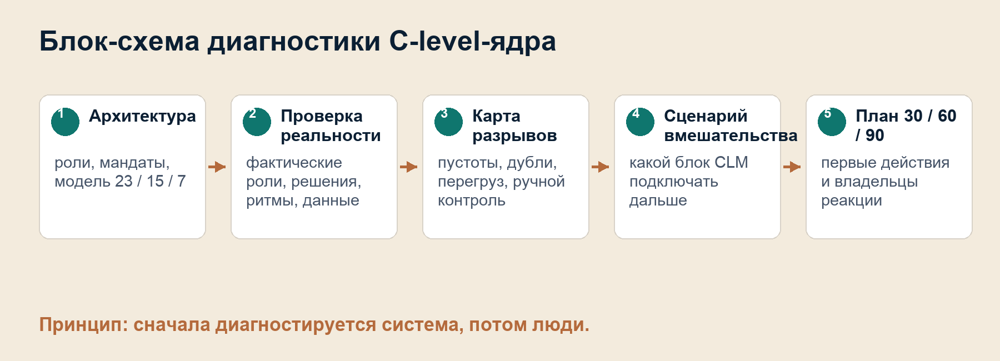 Блок-схема диагностики C-level-ядра
1 Архитектура
роли, мандаты,
модель 23 / 15 / 7
2 Проверка
реальности
фактические
роли, решения,
ритмы, данные
3 Карта
разрывов
пустоты, дубли,
перегруз, ручной
контроль
4 Сценарий
вмешательства
какой блок CLM
подключать
дальше
5 План 30 / 60
/ 90
первые действия
и владельцы
реакции
Принцип: сначала диагностируется система, потом люди.